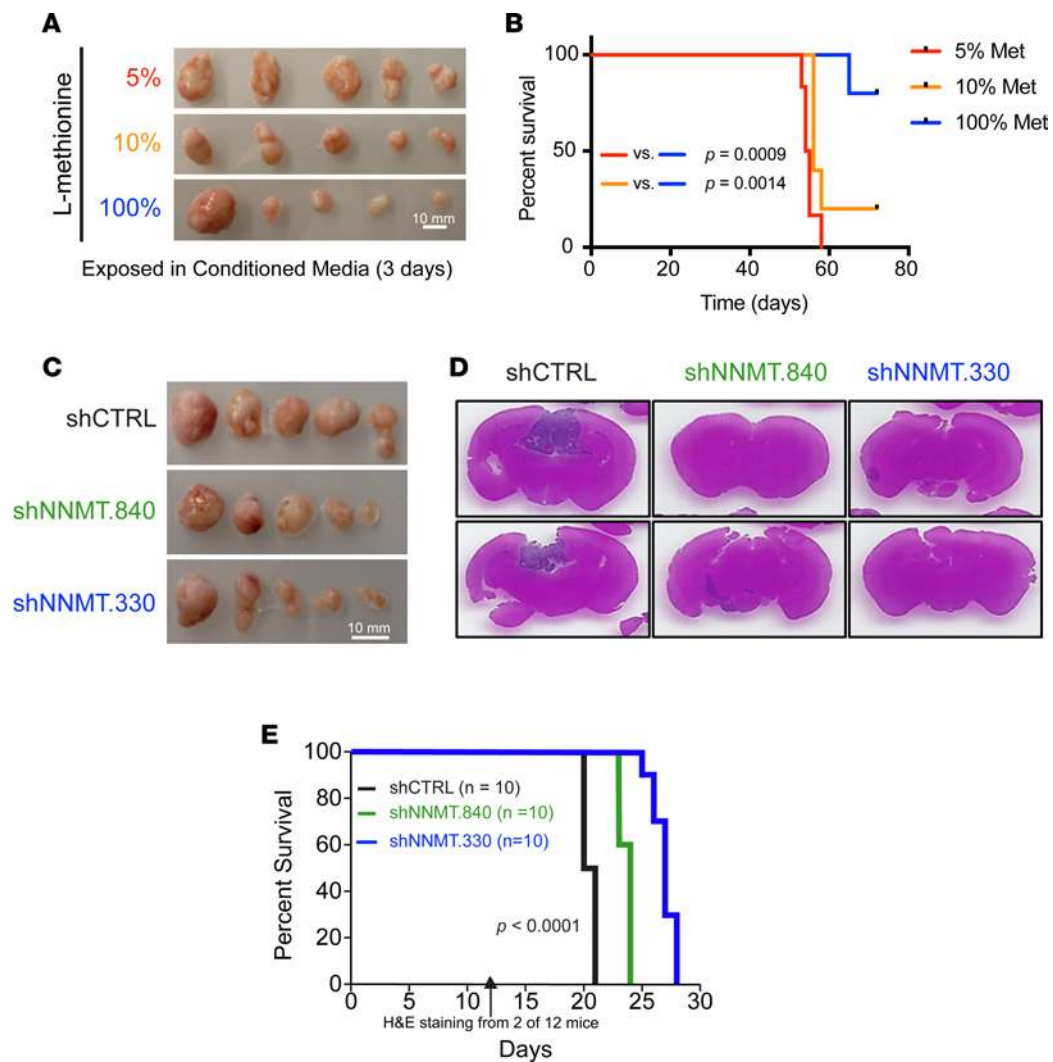 A
L-methionine
5%
10%
100%
10 mm
Exposed in Conditioned Media (3 days)
B
Percent survival
100
50
0
0 20 40 60 80
Time (days)
5% Met
10% Met
100% Met
vs. p = 0.0009
vs. p = 0.0014
C
shCTRL
shNNMT.840
shNNMT.330
10 mm
D
shCTRL shNNMT.840 shNNMT.330
E
Percent Survival
100
80
60
40
20
0
shCTRL (n = 10)
shNNMT.840 (n =10)
shNNMT.330 (n=10)
p < 0.0001
0 5 10 15 20 25 30
H&E staining from 2 of 12 mice
Days